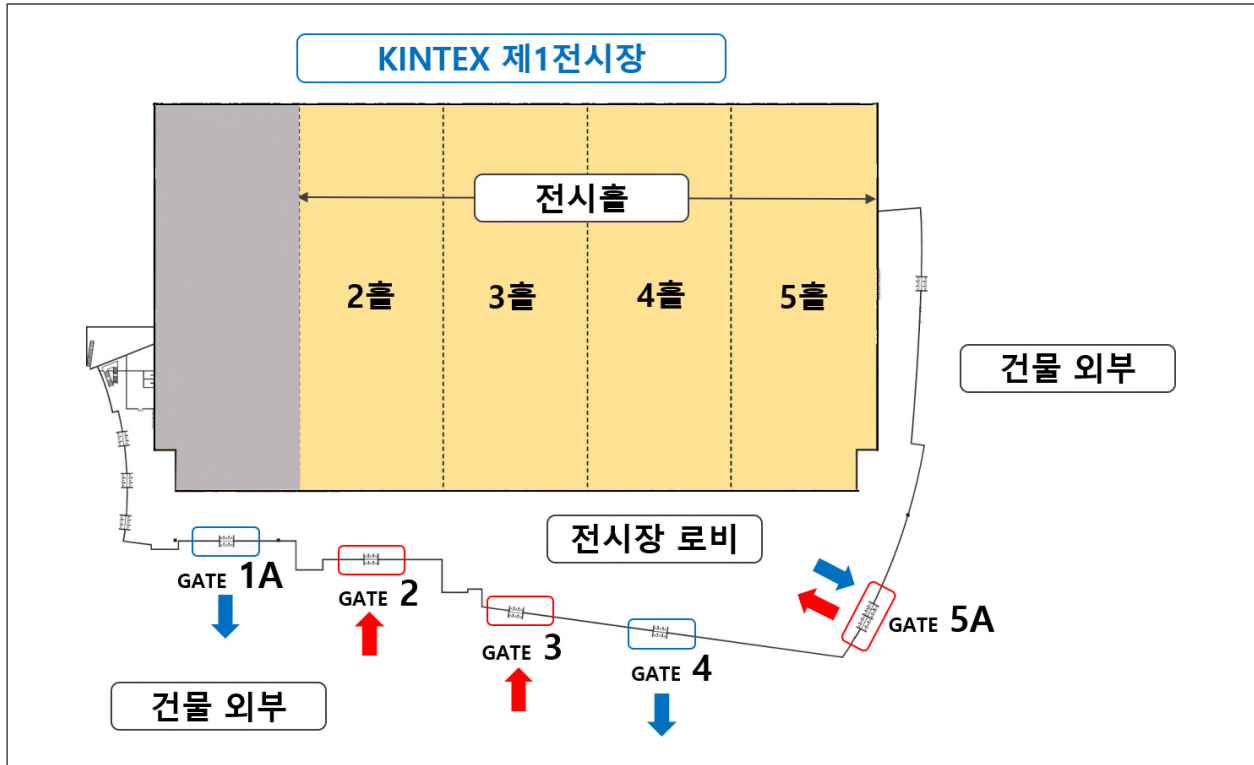 KINTEX 제1전시장
전시홀
2홀 3홀 4홀 5홀
건물 외부
전시장 로비
GATE 1A
GATE 2
GATE 3
GATE 4
GATE 5A
건물 외부